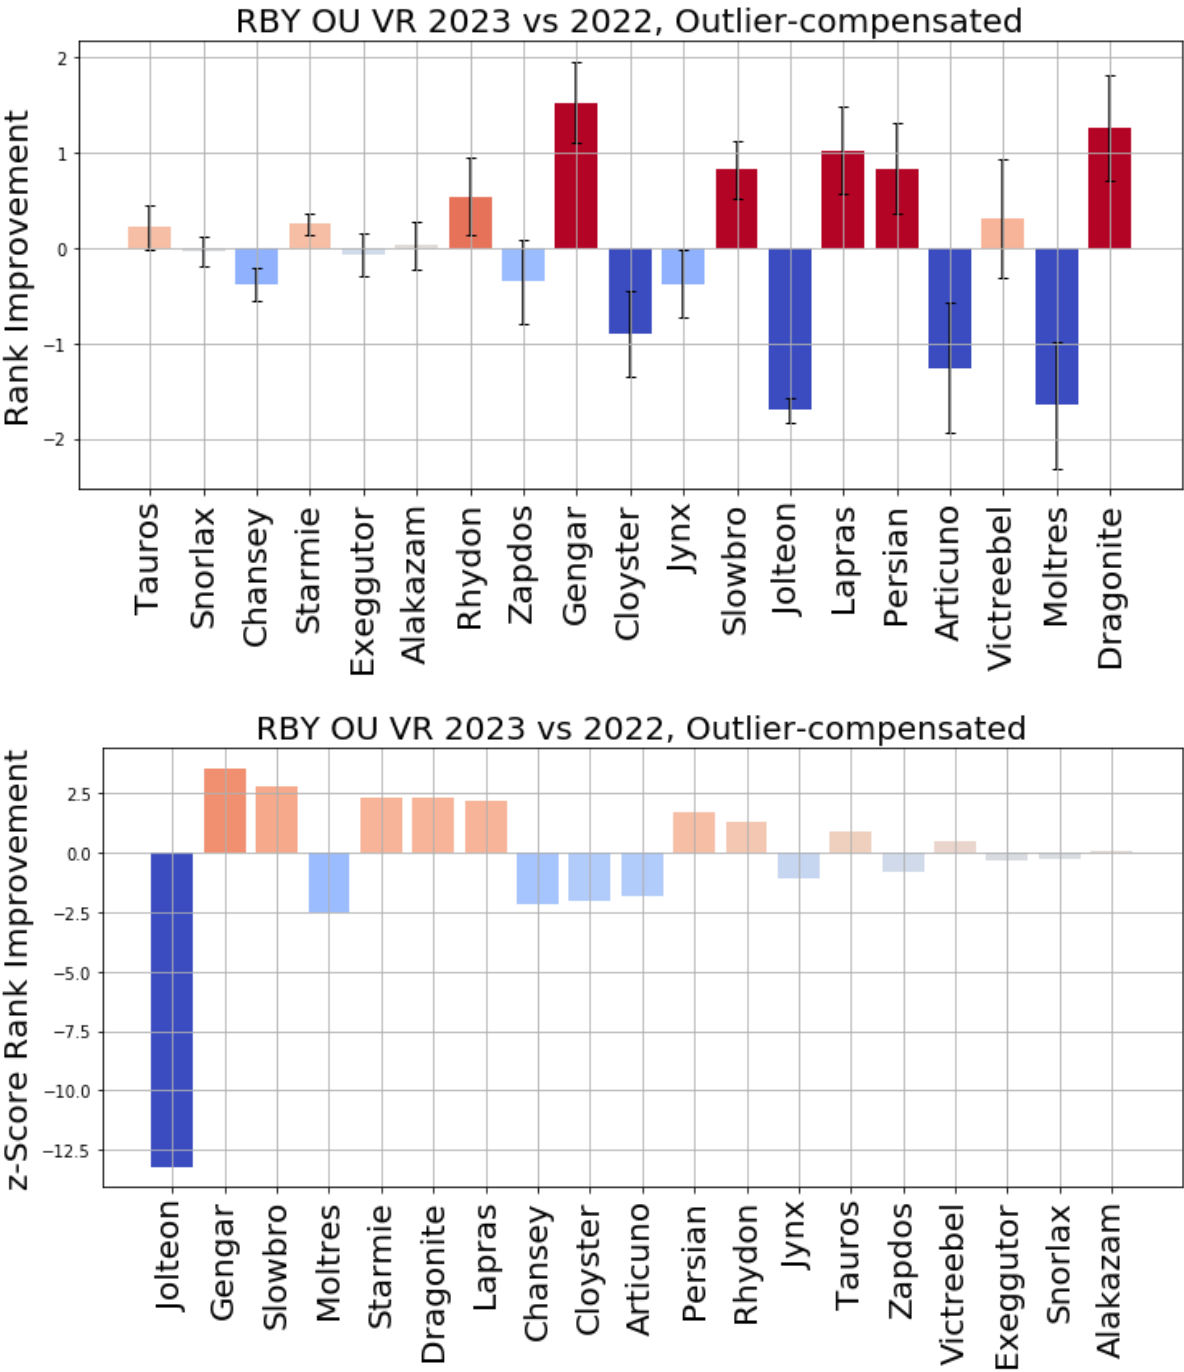 RBY OU VR 2023 vs 2022, Outlier-compensated
Rank Improvement
2
1
0
−1
−2
Tauros
Snorlax
Chansey
Starmie
Exeggutor
Alakazam
Rhydon
Zapdos
Gengar
Cloyster
Jynx
Slowbro
Jolteon
Lapras
Persian
Articuno
Victreebel
Moltres
Dragonite
RBY OU VR 2023 vs 2022, Outlier-compensated
z-Score Rank Improvement
2.5
0.0
−2.5
−5.0
−7.5
−10.0
−12.5
Jolteon
Gengar
Slowbro
Moltres
Starmie
Dragonite
Lapras
Chansey
Cloyster
Articuno
Persian
Rhydon
Jynx
Tauros
Zapdos
Victreebel
Exeggutor
Snorlax
Alakazam